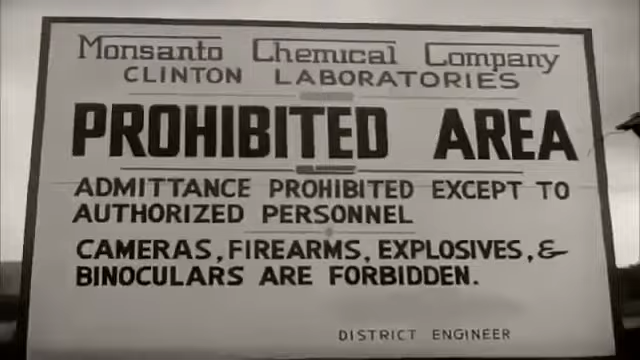 Monsanto Chemical Company
CLINTON LABORATORIES
PROHIBITED AREA
ADMITTANCE PROHIBITED EXCEPT TO
AUTHORIZED PERSONNEL
CAMERAS, FIREARMS, EXPLOSIVES, &
BINOCULARS ARE FORBIDDEN.
DISTRICT ENGINEER